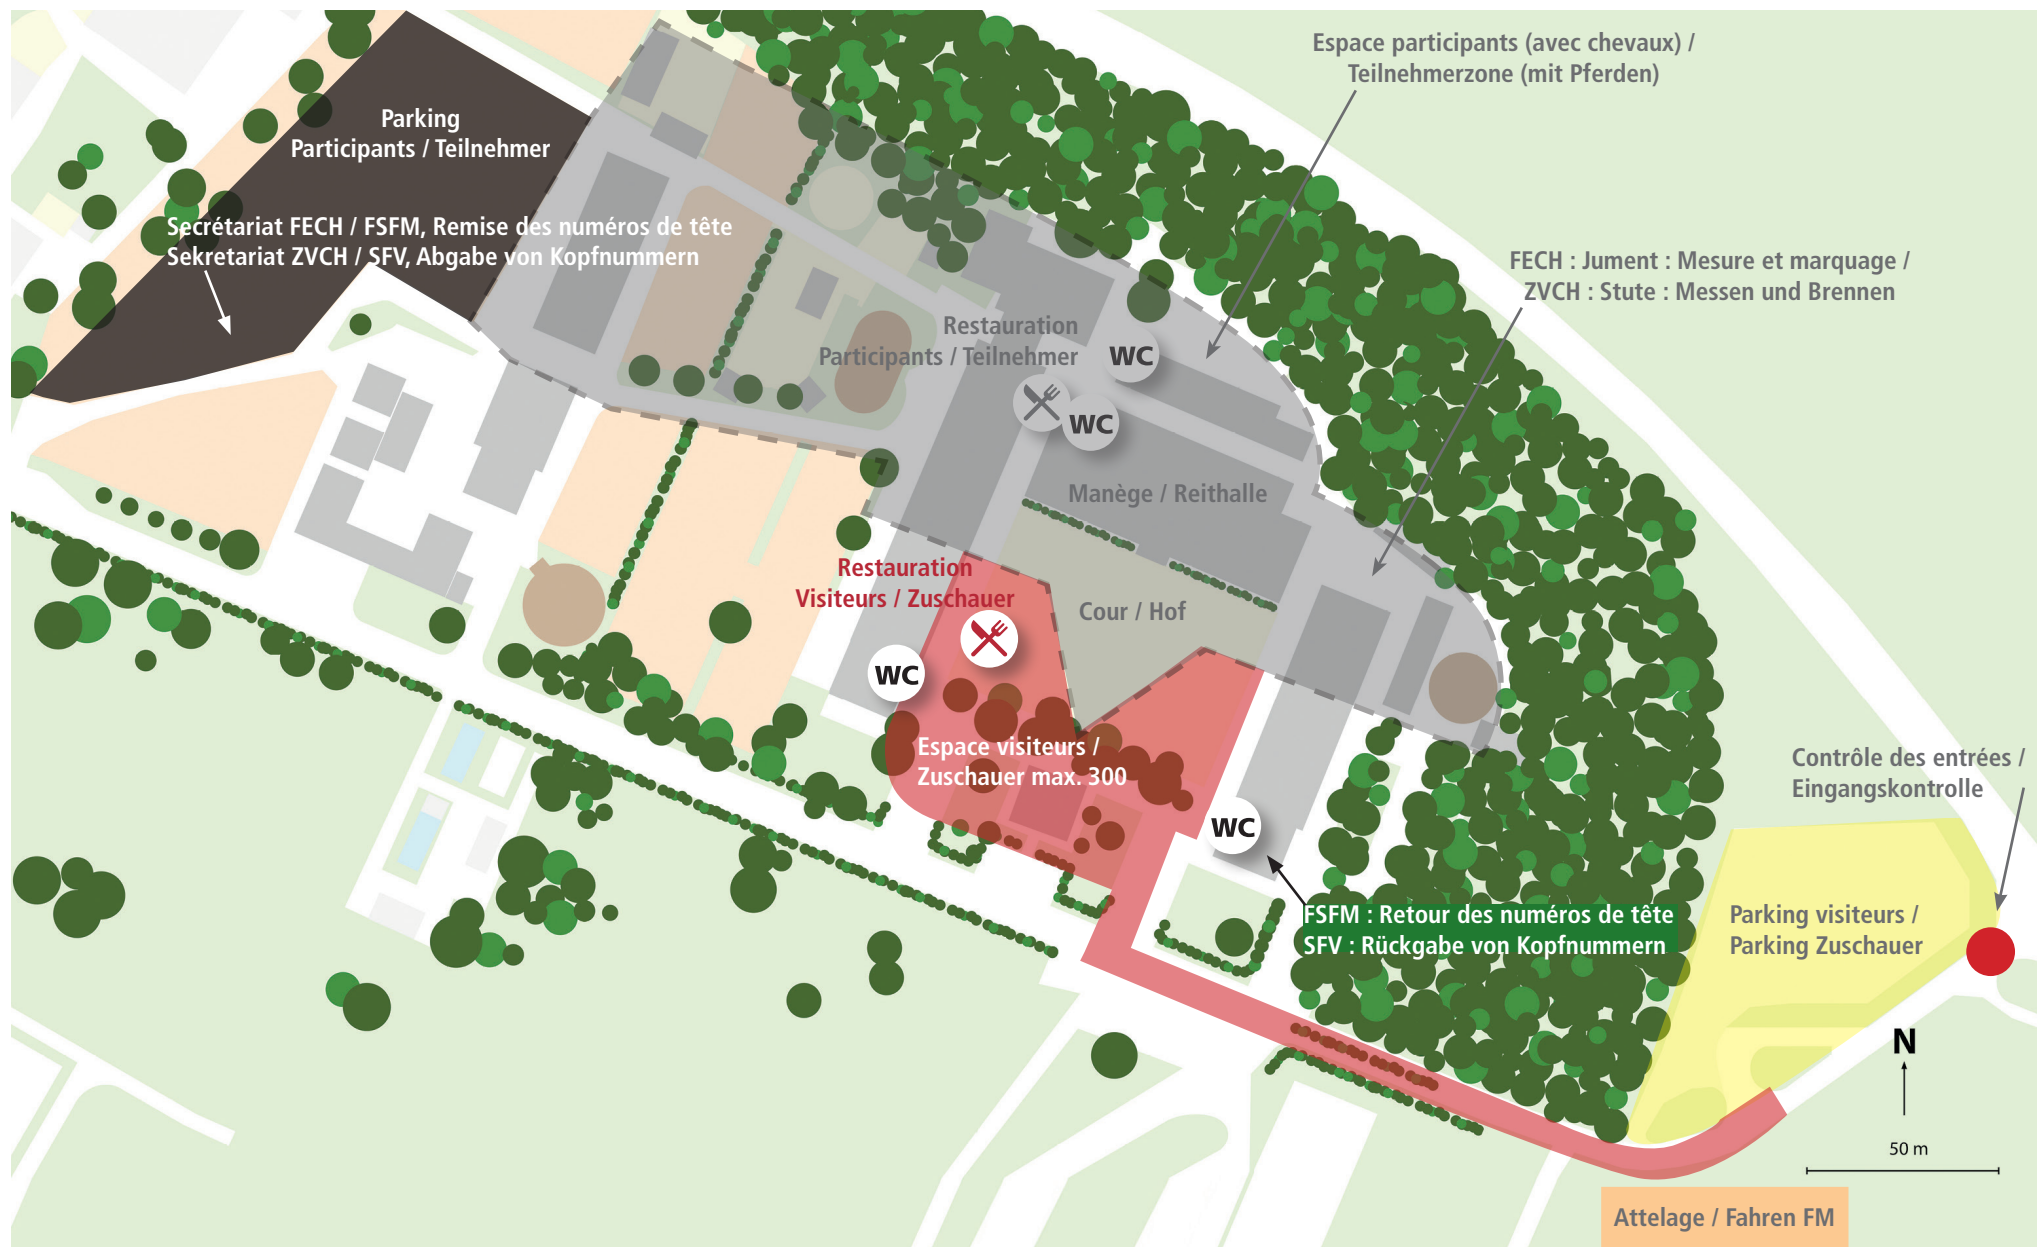 Espace participants (avec chevaux) /
Teilnehmerzone (mit Pferden)
Parking
Participants / Teilnehmer
Secrétariat FECH / FSFM, Remise des numéros de tête
Sekretariat ZVCH / SFV, Abgabe von Kopfnummern
FECH : Jument : Mesure et marquage /
ZVCH : Stute : Messen und Brennen
Restauration
Participants / Teilnehmer
WC
WC
Manège / Reithalle
Restauration
Visiteurs / Zuschauer
Cour / Hof
WC
Espace visiteurs /
Zuschauer max. 300
WC
Contrôle des entrées /
Eingangskontrolle
FSFM : Retour des numéros de tête
SFV : Rückgabe von Kopfnummern
Parking visiteurs /
Parking Zuschauer
N
50 m
Attelage / Fahren FM